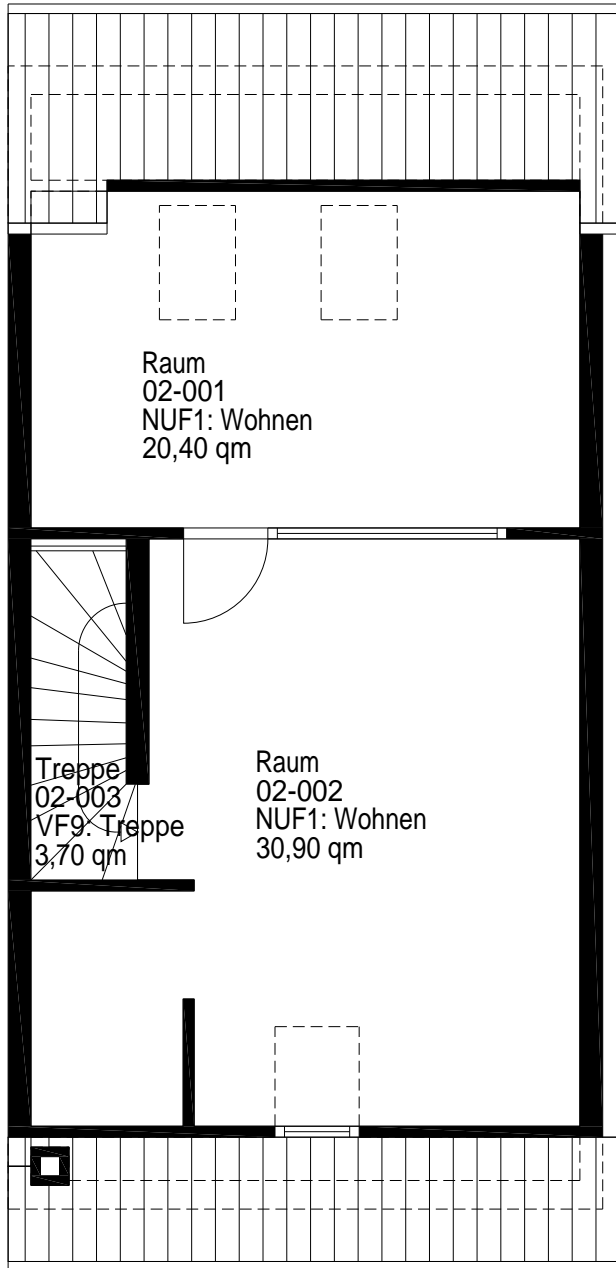 Raum
02-001
NUF1: Wohnen
20,40 qm
Treppe
02-003
VF9: Treppe
3,70 qm
Raum
02-002
NUF1: Wohnen
30,90 qm